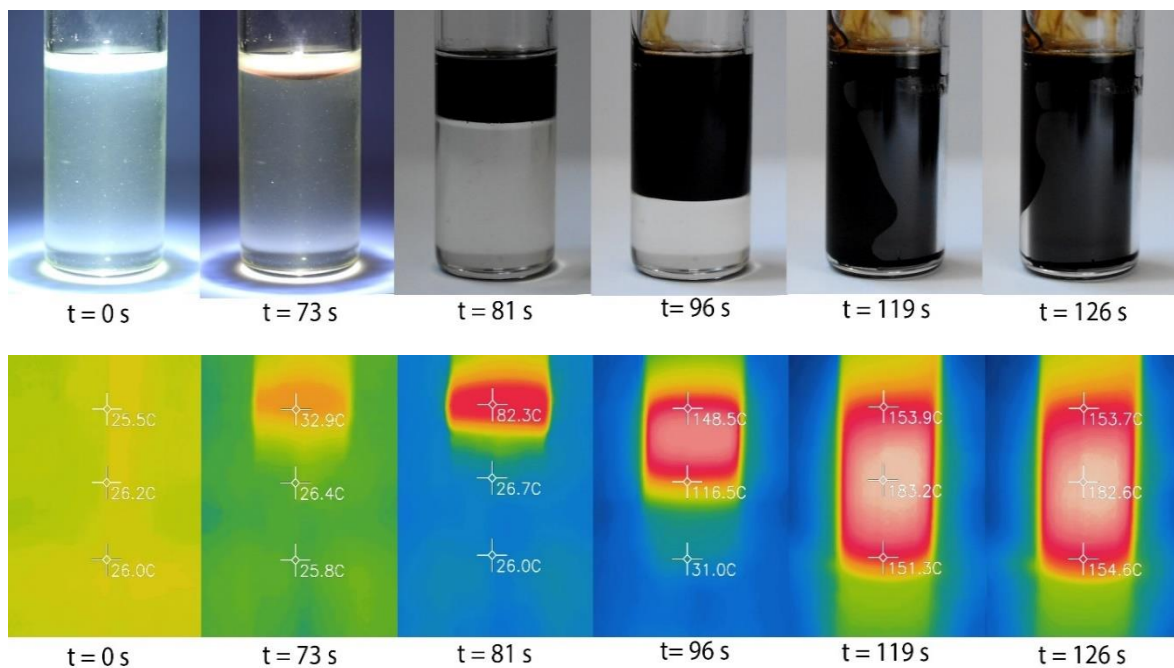 t = 0 s
t = 73 s
t = 81 s
t= 96 s
t = 119 s
t = 126 s
25.5C
32.9C
82.3C
148.5C
153.9C
153.7C
26.2C
26.4C
26.7C
116.5C
183.2C
182.6C
26.0C
25.8C
26.0C
31.0C
151.3C
154.6C
t = 0 s
t = 73 s
t = 81 s
t= 96 s
t = 119 s
t = 126 s